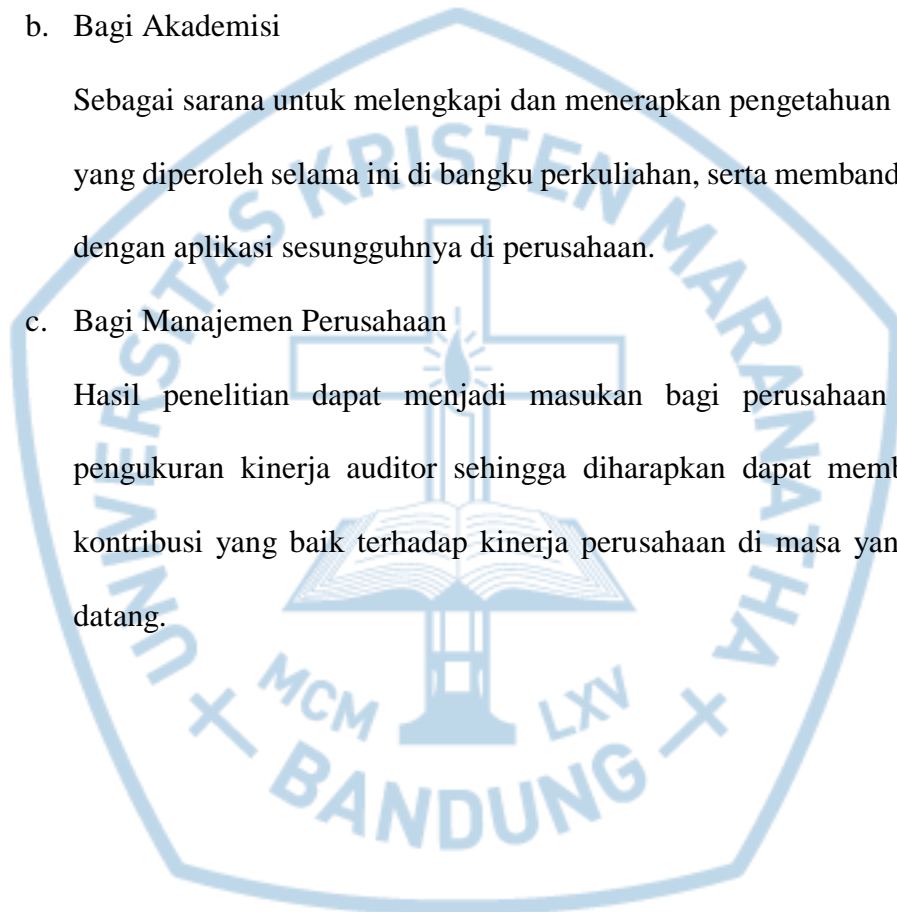 b. Bagi Akademisi
Sebagai sarana untuk melengkapi dan menerapkan pengetahuan
yang diperoleh selama ini di bangku perkuliahan, serta memband
dengan aplikasi sesungguhnya di perusahaan.
c. Bagi Manajemen Perusahaan
Hasil penelitian dapat menjadi masukan bagi perusahaan
pengukuran kinerja auditor sehingga diharapkan dapat memb
kontribusi yang baik terhadap kinerja perusahaan di masa yan
datang.
UNIVERSITAS KRISTEN MARANATHA
MCM LXV
BANDUNG